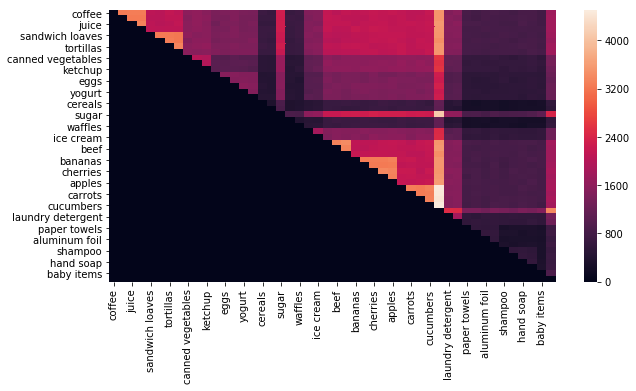 coffee
juice
sandwich loaves
tortillas
canned vegetables
ketchup
eggs
yogurt
cereals
sugar
waffles
ice cream
beef
bananas
cherries
apples
carrots
cucumbers
laundry detergent
paper towels
aluminum foil
shampoo
hand soap
baby items
coffee
juice
sandwich loaves
tortillas
canned vegetables
ketchup
eggs
yogurt
cereals
sugar
waffles
ice cream
beef
bananas
cherries
apples
carrots
cucumbers
laundry detergent
paper towels
aluminum foil
shampoo
hand soap
baby items
4000
3200
2400
1600
800
0